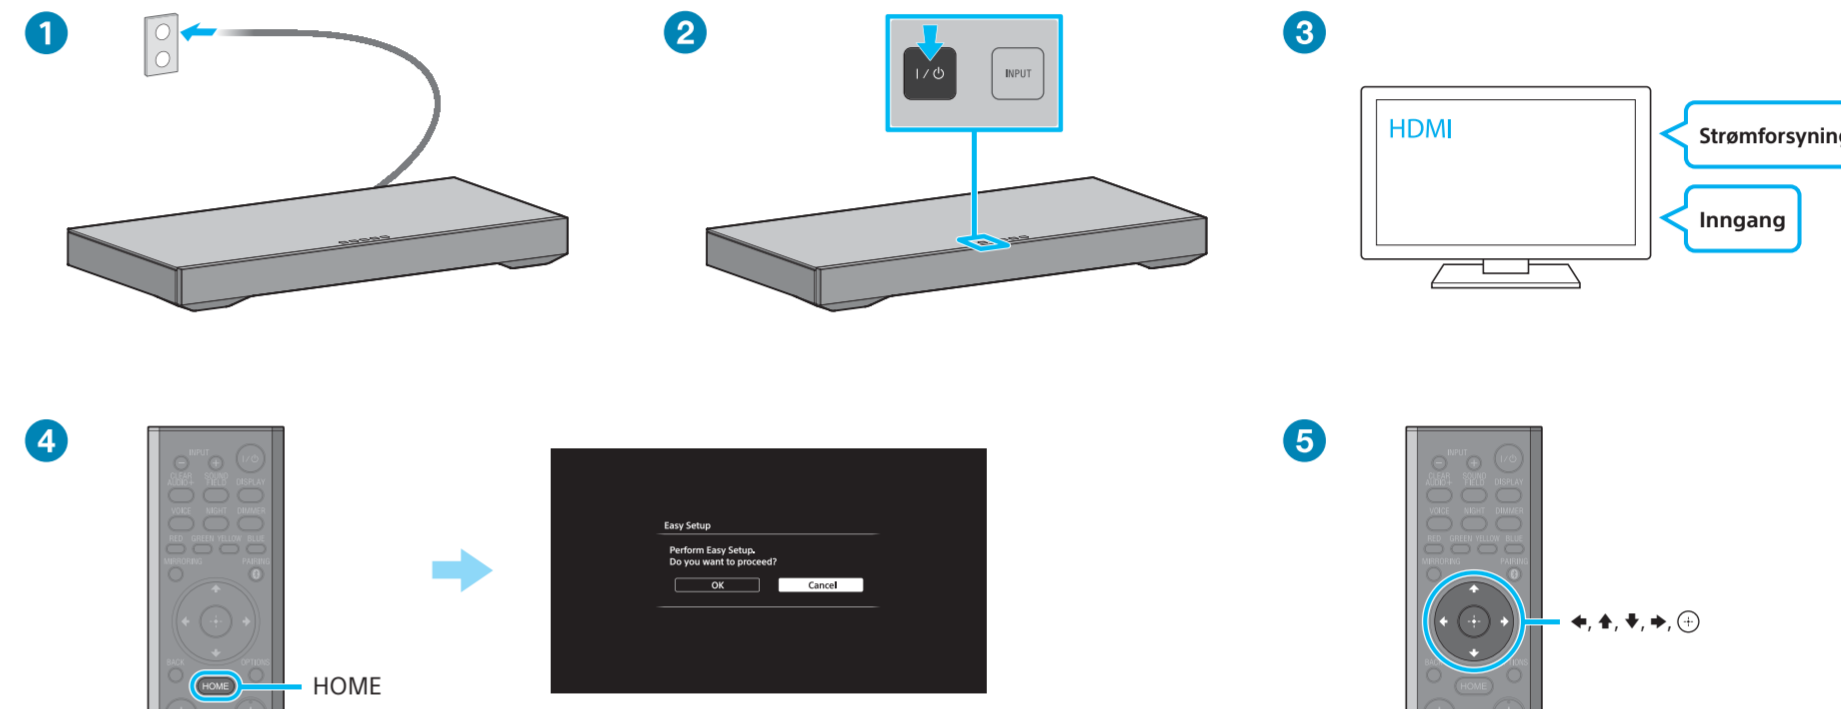 1
2
I / ⏻
INPUT
3
HDMI
Strømforsyning
Inngang
4
INPUT
I/⏻
CLEAR AUDIO+
SOUND FIELD
DISPLAY
VOICE NIGHT DIMMER
RED GREEN YELLOW BLUE
MIRRORING PAIRING
BACK OPTIONS
HOME
HOME
Easy Setup
Perform Easy Setup.
Do you want to proceed?
OK Cancel
5
INPUT
I/⏻
CLEAR AUDIO+
SOUND FIELD
DISPLAY
VOICE NIGHT DIMMER
RED GREEN YELLOW BLUE
MIRRORING PAIRING
BACK
HOME
←, ↑, ↓, →, ⊕